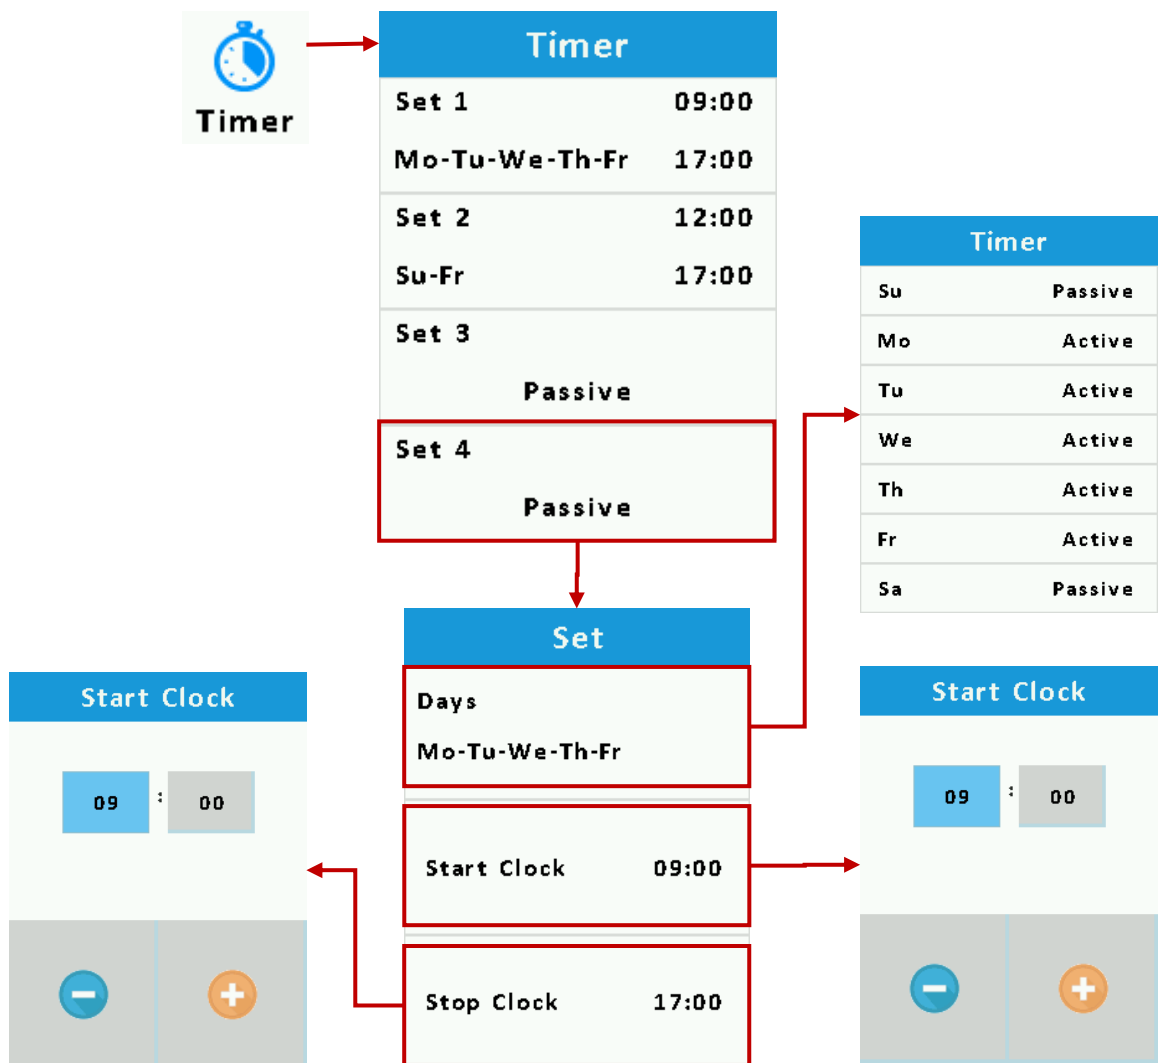 Timer
Timer
Set 1 09:00
Mo-Tu-We-Th-Fr 17:00
Set 2 12:00
Su-Fr 17:00
Set 3
Passive
Set 4
Passive
Timer
Su Passive
Mo Active
Tu Active
We Active
Th Active
Fr Active
Sa Passive
Set
Days
Mo-Tu-We-Th-Fr
Start Clock 09:00
Stop Clock 17:00
Start Clock
09 : 00
Start Clock
09 : 00